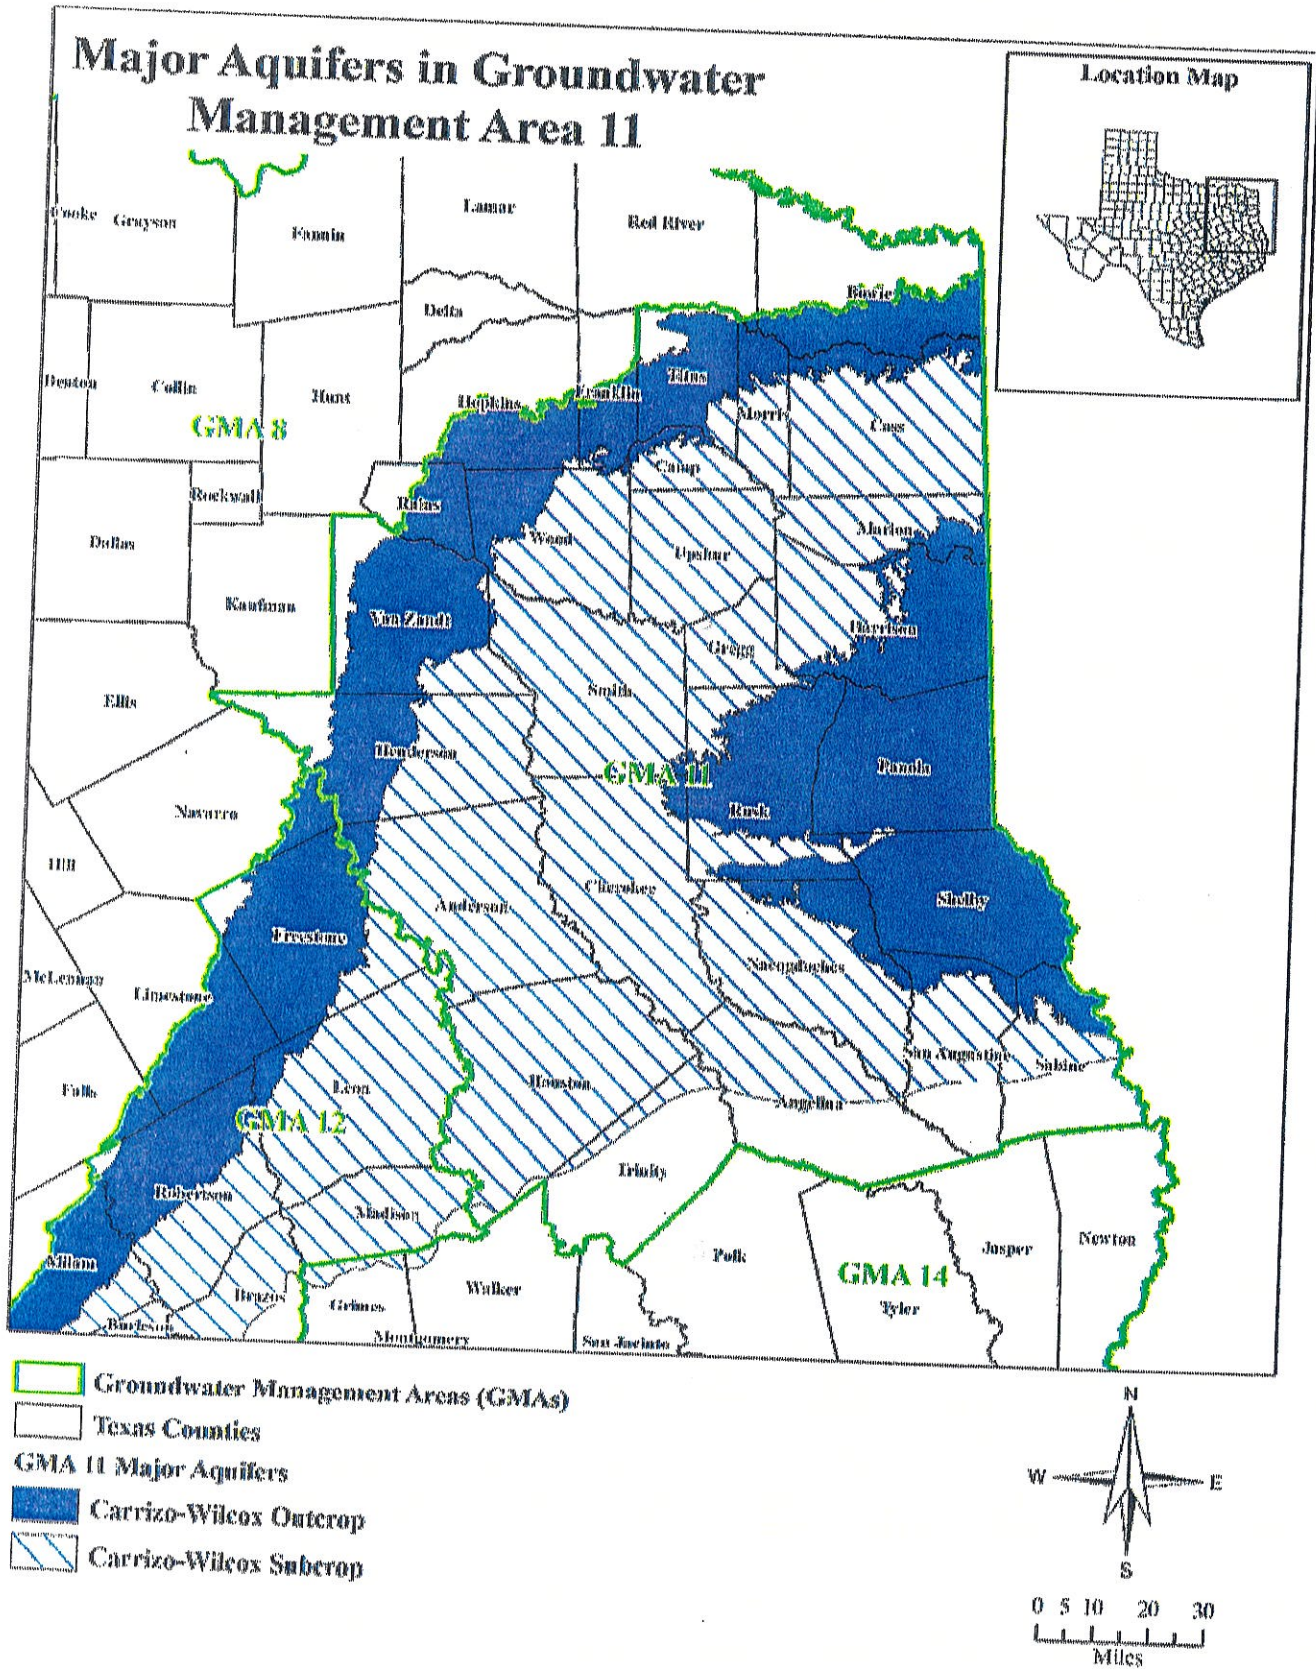 Major Aquifers in Groundwater
Management Area 11
Location Map
Cooke
Grayson
Fannin
Lamar
Red River
Bowie
Delta
Denton
Collin
Hunt
Hopkins
Franklin
Titus
Morris
Cass
GMA 8
Camp
Rockwall
Rains
Wood
Upshur
Marion
Dallas
Kaufman
Van Zandt
Harrison
Gregg
Smith
Ellis
Henderson
GMA 11
Panola
Rusk
Navarro
Hill
Cherokee
Anderson
Shelby
Freestone
Nacogdoches
McLennan
Limestone
San Augustine
Sabine
Falls
Leon
Houston
Angelina
GMA 12
Trinity
Robertson
Madison
Milam
Polk
Jasper
Newton
GMA 14
Tyler
Brazos
Grimes
Walker
Burleson
Montgomery
San Jacinto
Groundwater Management Areas (GMAs)
Texas Counties
GMA 11 Major Aquifers
Carrizo-Wilcox Outcrop
Carrizo-Wilcox Subcrop
N
W E
S
0 5 10 20 30
Miles